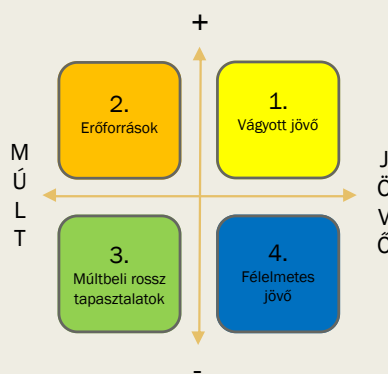 +
2.
Erőforrások
1.
Vágyott jövő
M
Ú
L
T
J
Ö
V
Ő
3.
Múltbeli rossz
tapasztalatok
4.
Félelmetes
jövő
-